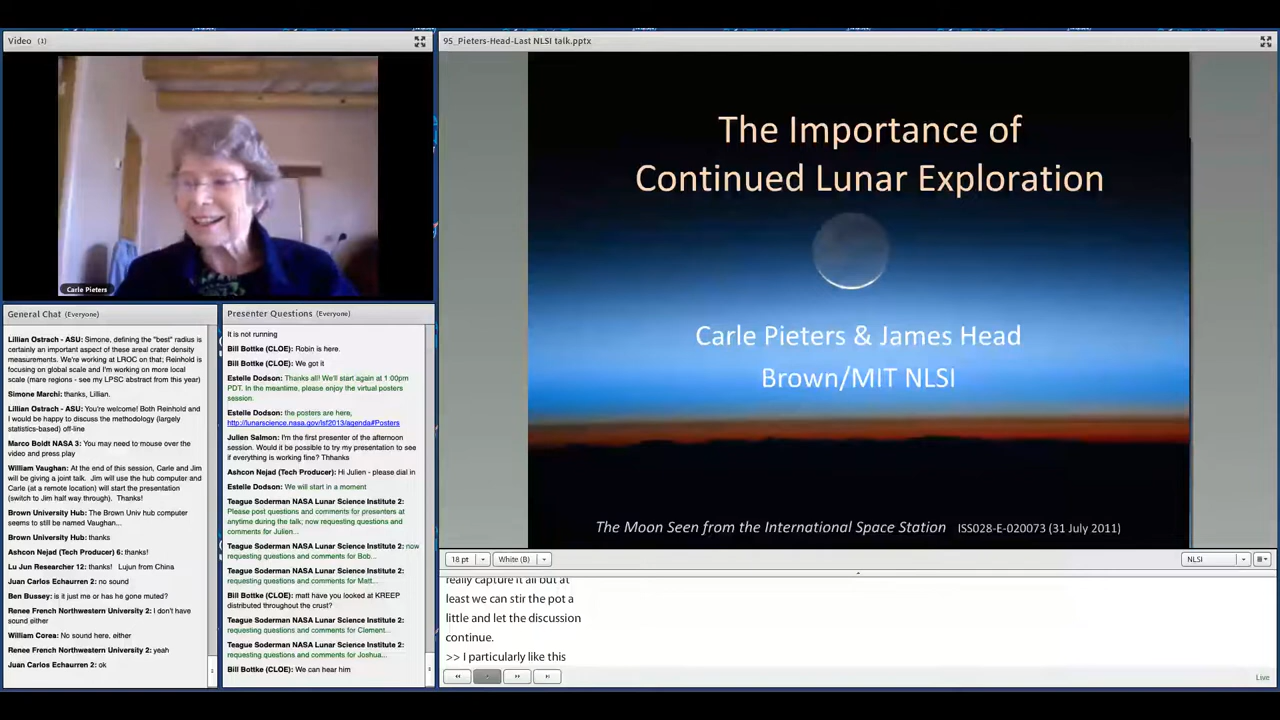 Video (1)
Carle Pieters
General Chat (Everyone)
Lillian Ostrach - ASU: Simone, defining the "best" radius is
certainly an important aspect of these areal crater density
measurements. We're working at LROC on that; Reinhold is
focusing on global scale and I'm working on more local
scale (mare regions - see my LPSC abstract from this year)
Simone Marchi: thanks, Lillian.
Lillian Ostrach - ASU: You're welcome! Both Reinhold and
I would be happy to discuss the methodology (largely
statistics-based) off-line
Marco Boldt NASA 3: You may need to mouse over the
video and press play
William Vaughan: At the end of this session, Carle and Jim
will be giving a joint talk. Jim will use the hub computer and
Carle (at a remote location) will start the presentation
(switch to Jim half way through). Thanks!
Brown University Hub: The Brown Univ hub computer
seems to still be named Vaughan...
Brown University Hub: thanks
Ashcon Nejad (Tech Producer) 6: thanks!
Lu Jun Researcher 12: thanks! Lujun from China
Juan Carlos Echaurren 2: no sound
Ben Bussey: is it just me or has he gone muted?
Renee French Northwestern University 2: I don't have
sound either
William Corea: No sound here, either
Renee French Northwestern University 2: yeah
Juan Carlos Echaurren 2: ok
Presenter Questions (Everyone)
It is not running
Bill Bottke (CLOE): Robin is here.
Bill Bottke (CLOE): We got it
Estelle Dodson: Thanks all! We'll start again at 1:00pm
PDT. In the meantime, please enjoy the virtual posters
session.
Estelle Dodson: the posters are here,
http://lunarscience.nasa.gov/lsf2013/agenda#Posters
Julien Salmon: I'm the first presenter of the afternoon
session. Would it be possible to try my presentation to see
if everything is working fine? Thhanks
Ashcon Nejad (Tech Producer): Hi Julien - please dial in
Estelle Dodson: We will start in a moment
Teague Soderman NASA Lunar Science Institute 2:
Please post questions and comments for presenters at
anytime during the talk; now requesting questions and
comments for Julien...
Teague Soderman NASA Lunar Science Institute 2: now
requesting questions and comments for Bob...
Teague Soderman NASA Lunar Science Institute 2:
requesting questions and comments for Matt...
Bill Bottke (CLOE): matt have you looked at KREEP
distributed throughout the crust?
Teague Soderman NASA Lunar Science Institute 2:
requesting questions and comments for Clement...
Teague Soderman NASA Lunar Science Institute 2:
requesting questions and comments for Joshua...
Bill Bottke (CLOE): We can hear him
95_Pieters-Head-Last NLSI talk.pptx
The Importance of
Continued Lunar Exploration
Carle Pieters & James Head
Brown/MIT NLSI
The Moon Seen from the International Space Station ISS028-E-020073 (31 July 2011)
18 pt
White (B)
NLSI
really capture it all but at
least we can stir the pot a
little and let the discussion
continue.
>> I particularly like this
Live